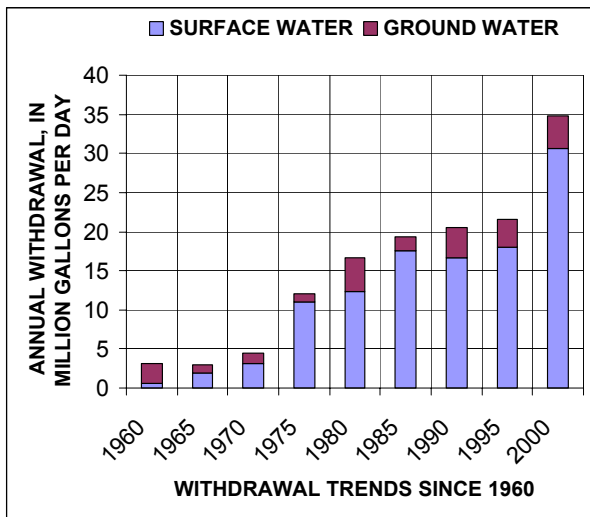 SURFACE WATER GROUND WATER
ANNUAL WITHDRAWAL, IN
MILLION GALLONS PER DAY
40
35
30
25
20
15
10
5
0
1960 1965 1970 1975 1980 1985 1990 1995 2000
WITHDRAWAL TRENDS SINCE 1960